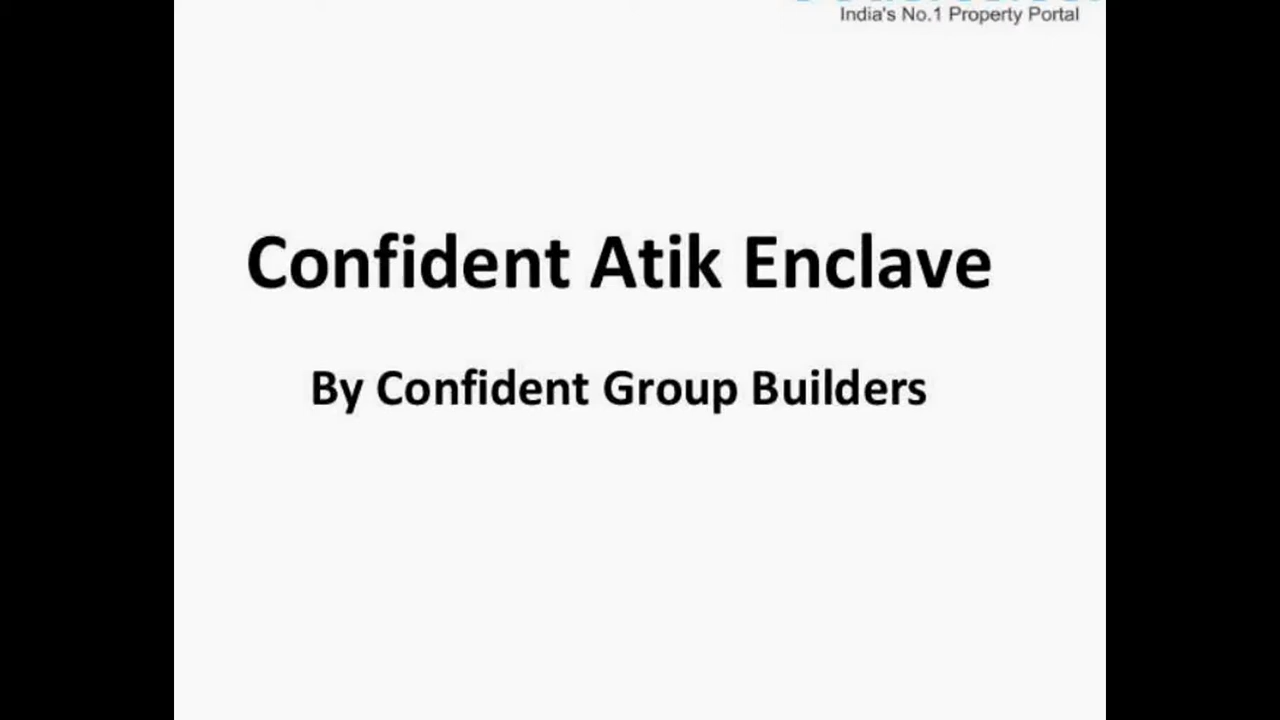 India's No.1 Property Portal
Confident Atik Enclave
By Confident Group Builders